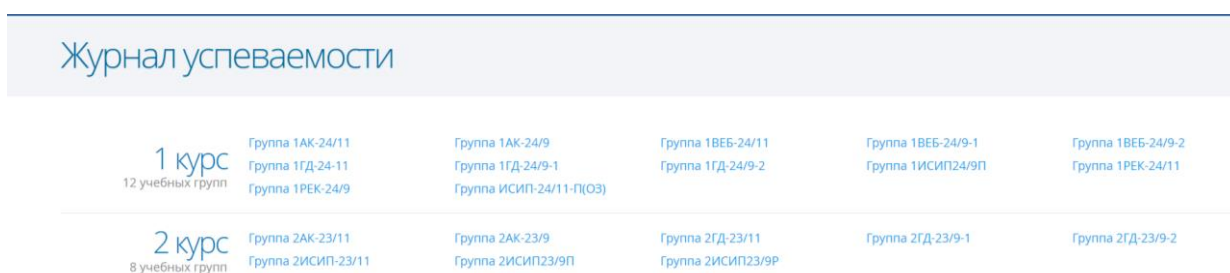 Журнал успеваемости
1 курс
12 учебных групп
Группа 1АК-24/11 Группа 1АК-24/9 Группа 1ВЕБ-24/11 Группа 1ВЕБ-24/9-1 Группа 1ВЕБ-24/9-2
Группа 1ГД-24-11 Группа 1ГД-24/9-1 Группа 1ГД-24/9-2 Группа 1ИСИП24/9П Группа 1РЕК-24/11
Группа 1РЕК-24/9 Группа ИСИП-24/11-П(ОЗ)
2 курс
8 учебных групп
Группа 2АК-23/11 Группа 2АК-23/9 Группа 2ГД-23/11 Группа 2ГД-23/9-1 Группа 2ГД-23/9-2
Группа 2ИСИП-23/11 Группа 2ИСИП23/9П Группа 2ИСИП23/9Р